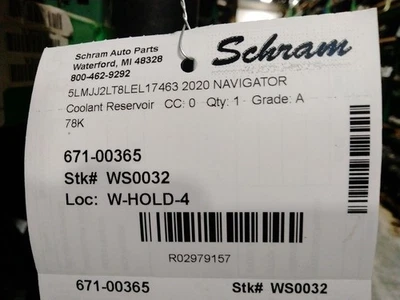 Schram Auto Parts
Waterford, MI 48328
800-462-9292
Schram
5LMJJ2LT8LEL17463 2020 NAVIGATOR
Coolant Reservoir CC: 0 Qty: 1 Grade: A
78K
671-00365
Stk# WS0032
Loc: W-HOLD-4
R02979157
671-00365 Stk# WS0032